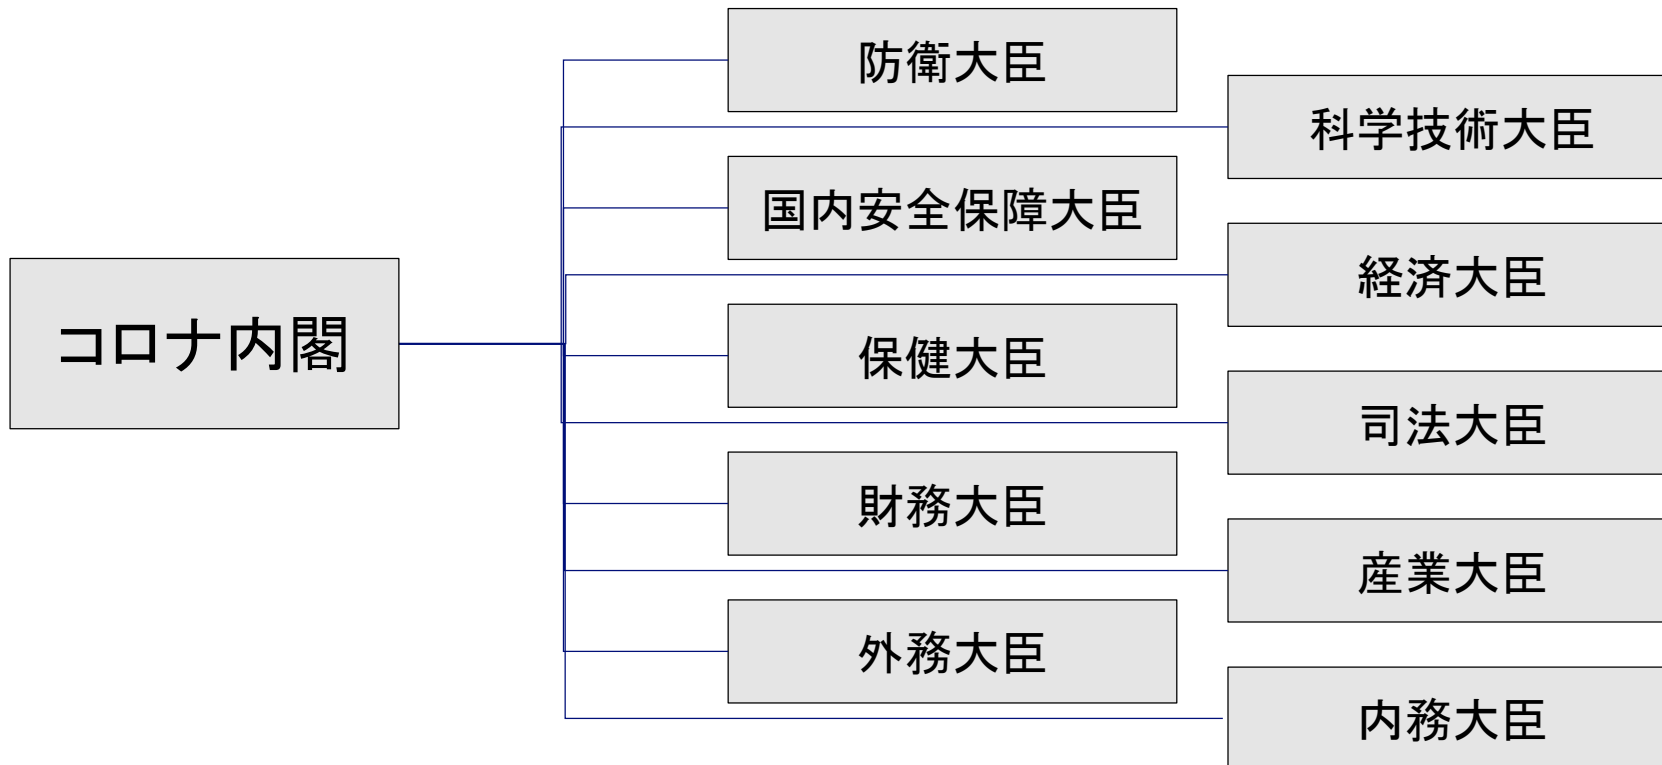 コロナ内閣
防衛大臣
科学技術大臣
国内安全保障大臣
経済大臣
保健大臣
司法大臣
財務大臣
産業大臣
外務大臣
内務大臣